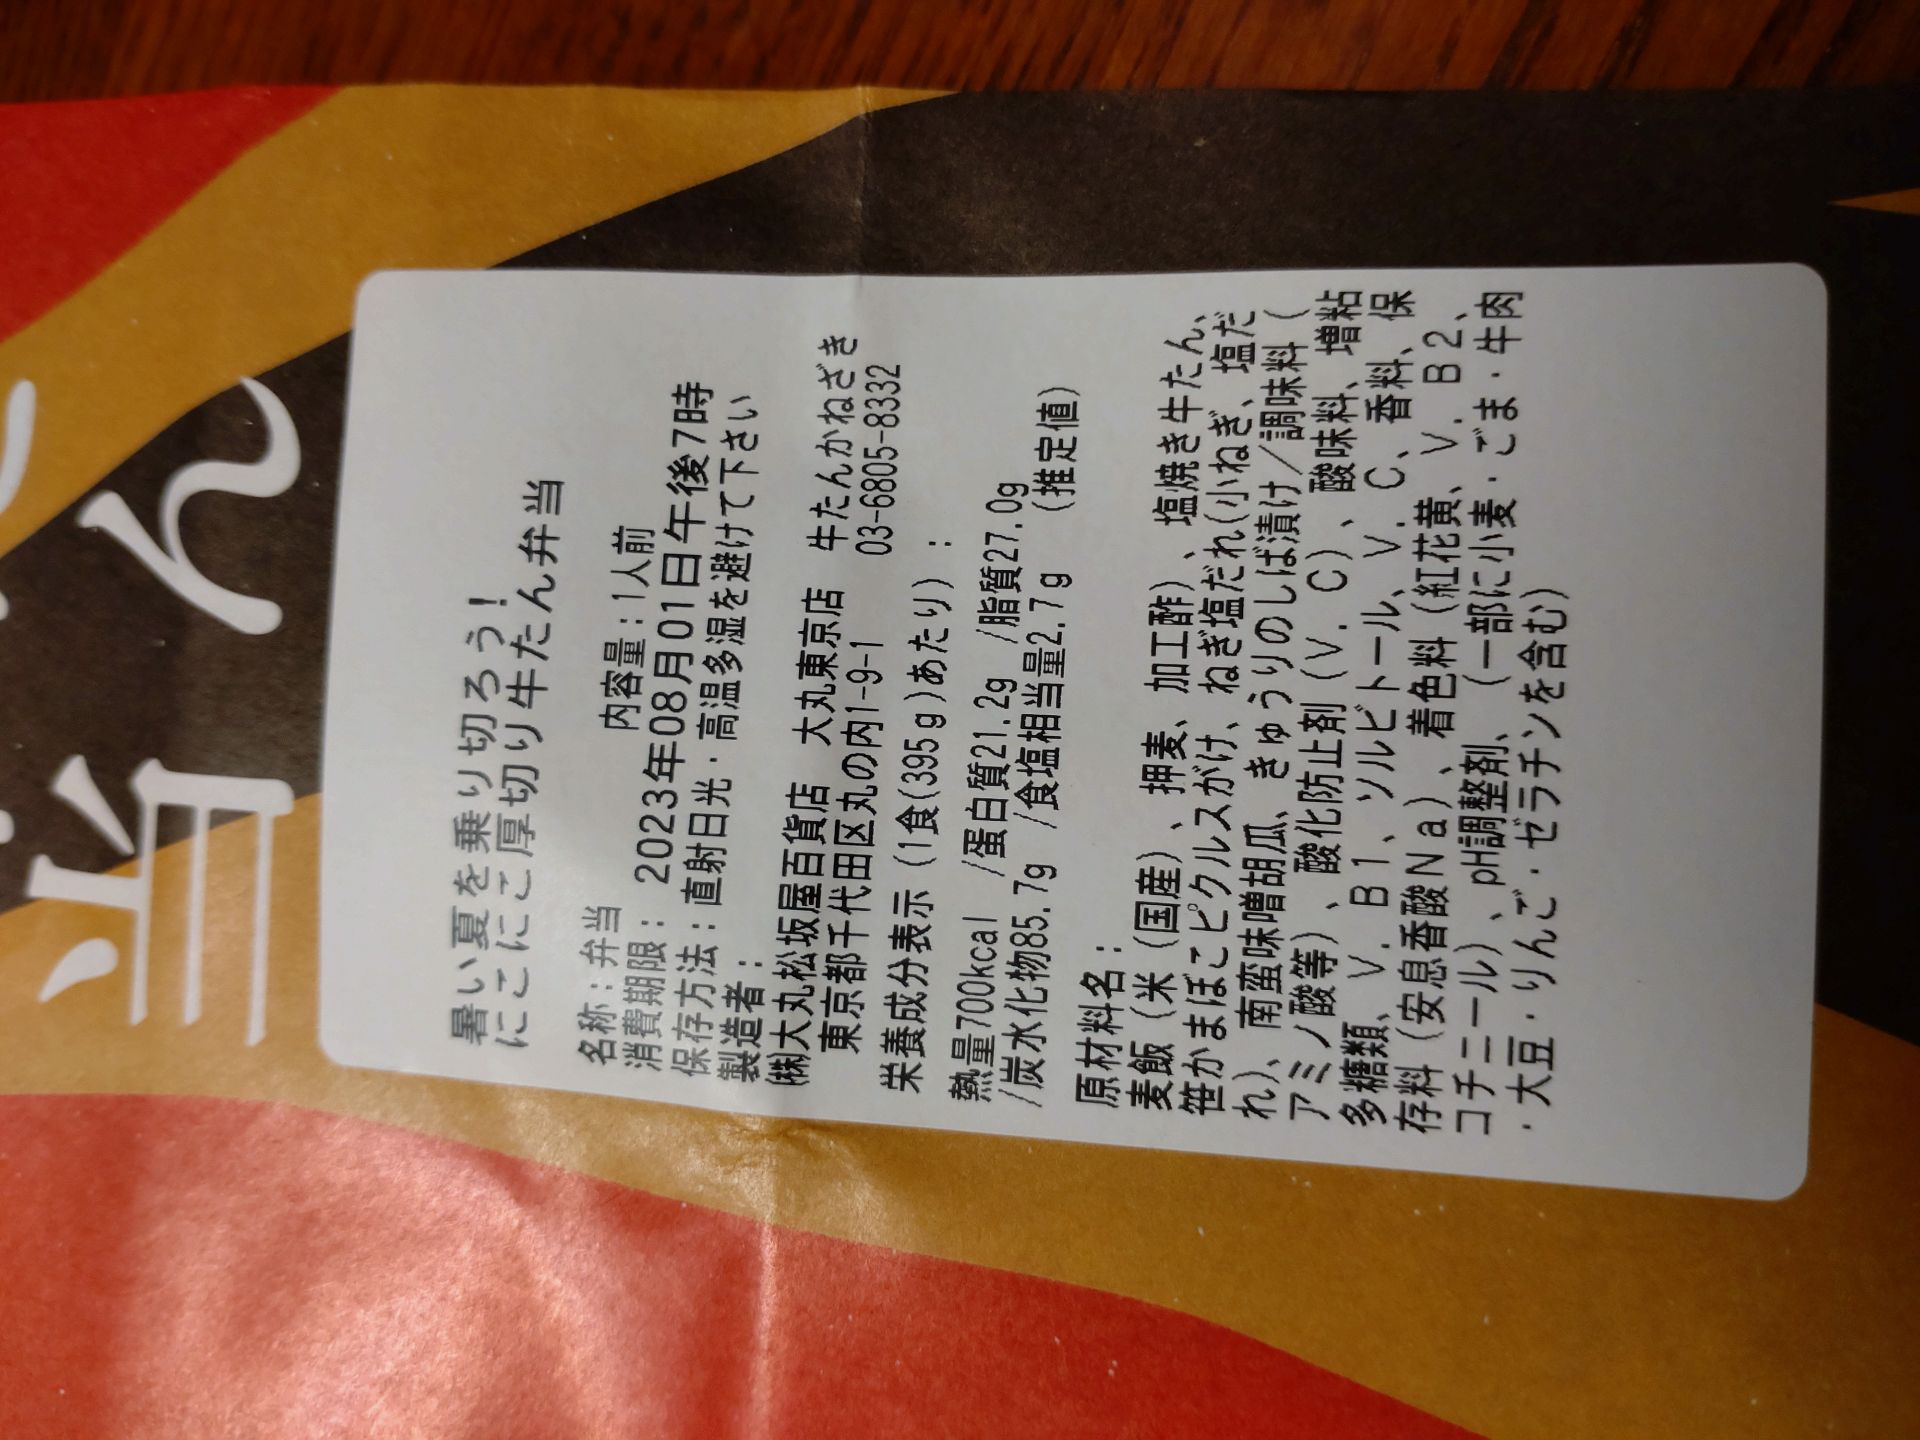 たん
弁当
暑い夏を乗り切ろう!
にこにこ厚切り牛たん弁当
名称:弁当 内容量:1人前
消費期限: 2023年08月01日午後7時
保存方法:直射日光・高温多湿を避けて下さい
製造者:
㈱大丸松坂屋百貨店 大丸東京店 牛たんかねざき
東京都千代田区丸の内1-9-1 03-6805-8332
栄養成分表示(1食(395g)あたり):
熱量700kcal /蛋白質21.2g /脂質27.0g
/炭水化物85.7g /食塩相当量2.7g (推定値)
原材料名:
麦飯(米(国産)、押麦、加工酢)、塩焼き牛たん、
笹かまぼこピクルスがけ、ねぎ塩だれ(小ねぎ、塩だ
れ)、南蛮味噌胡瓜、きゅうりのしば漬け/調味料(
アミノ酸等)、酸化防止剤(V.C)、酸味料、増粘
多糖類、V.B1、ソルビトール、V.C、香料、保
存料(安息香酸Na)、着色料(紅花黄、V.B2、
コチニール)、pH調整剤、(一部に小麦・ごま・牛肉
・大豆・りんご・ゼラチンを含む)